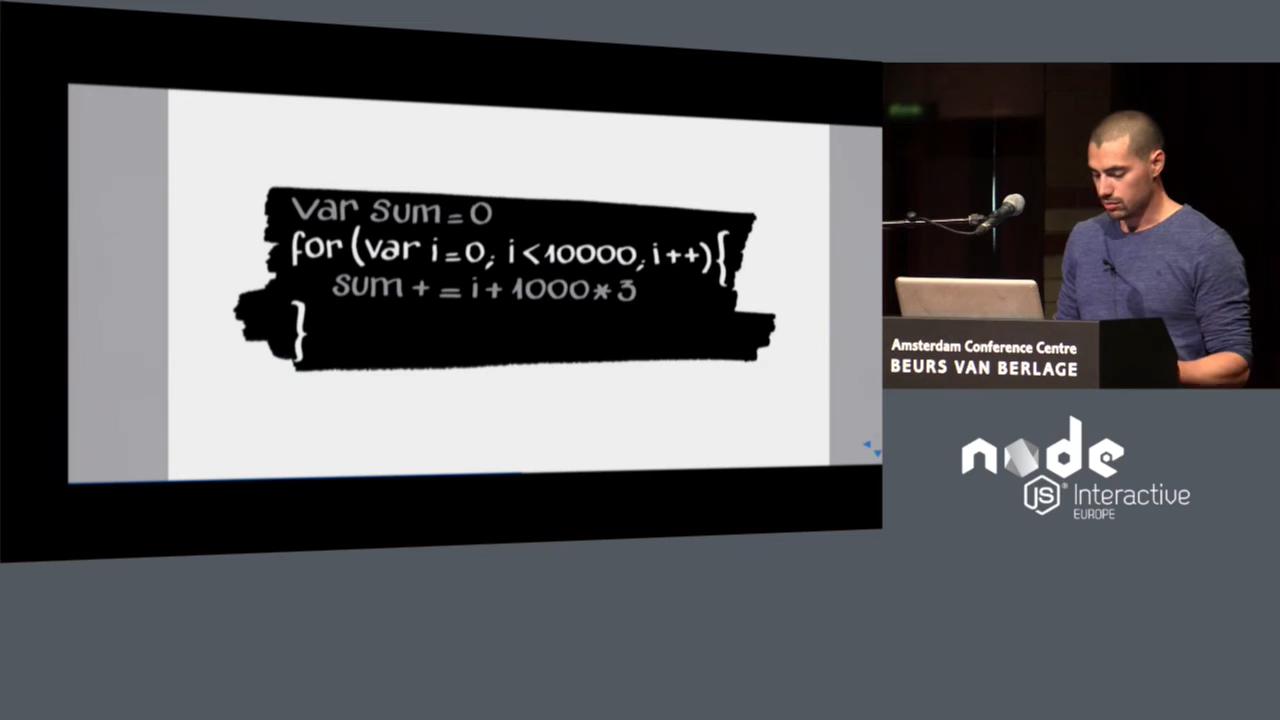 var sum = 0
for (var i=0; i<10000; i++){
sum + = i + 1000 * 3
}
Amsterdam Conference Centre
BEURS VAN BERLAGE
node
JS ® Interactive
EUROPE